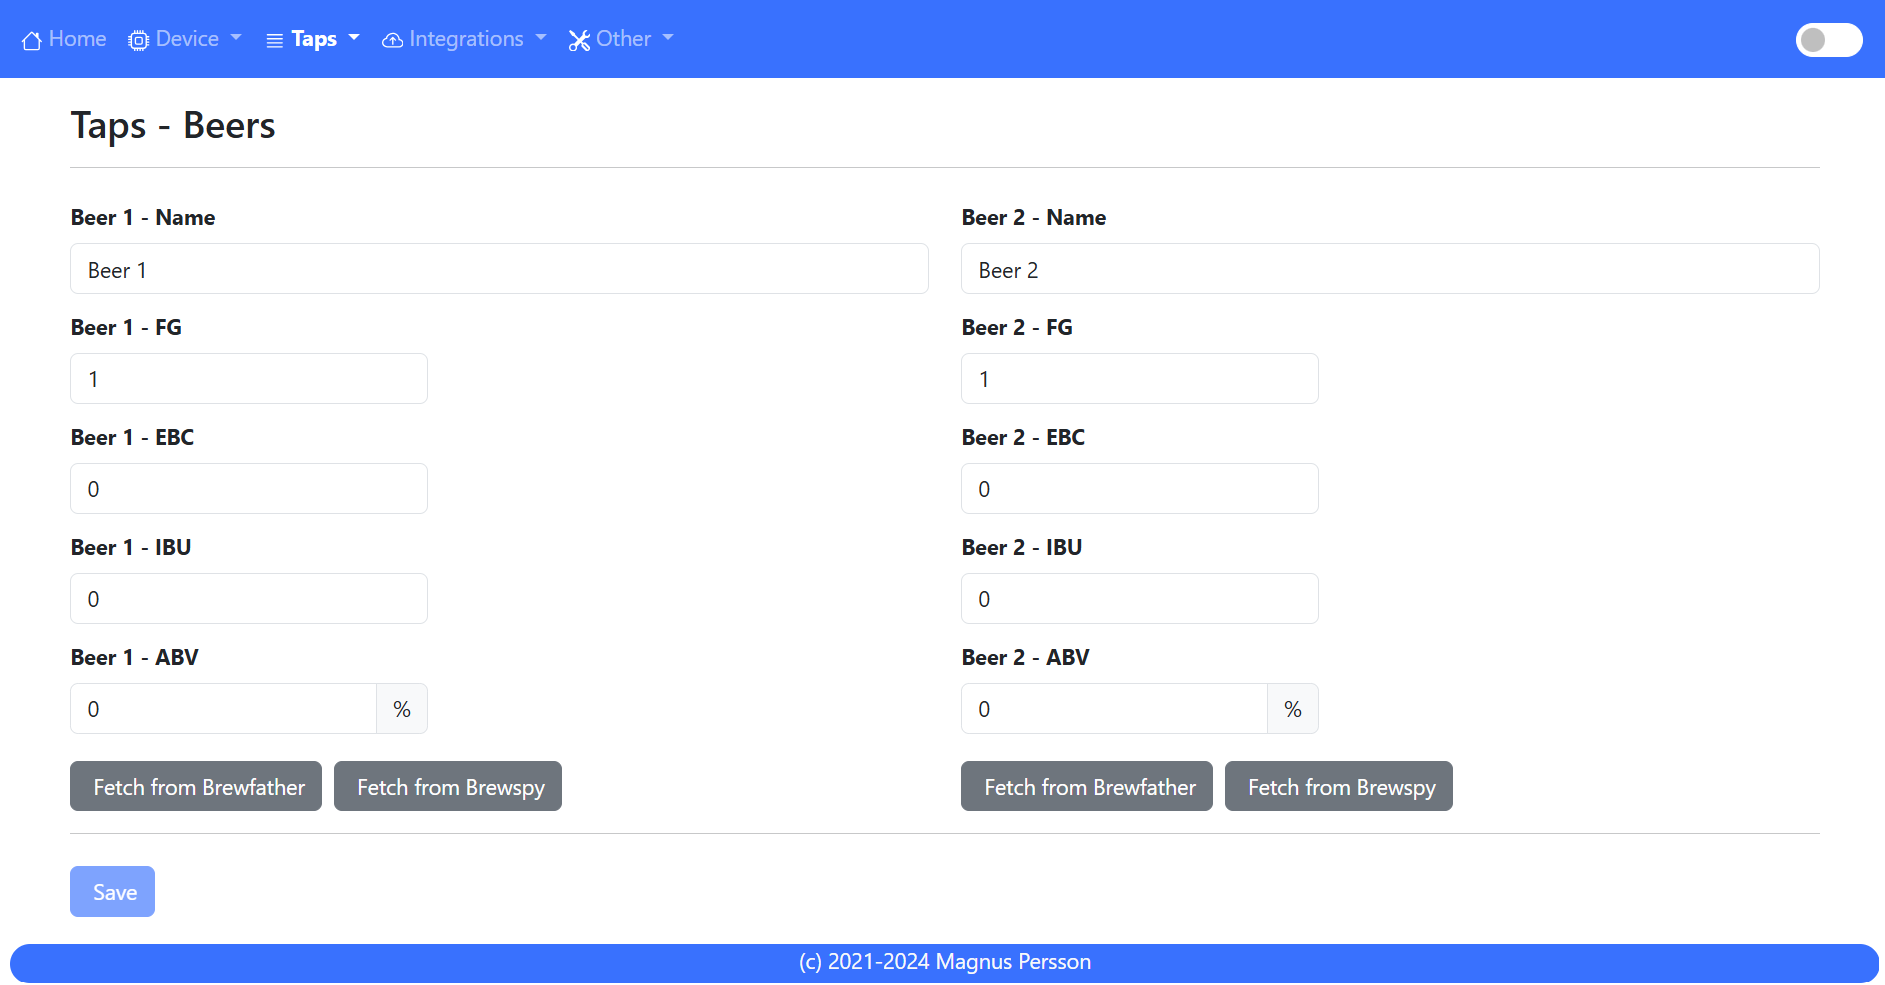 Home Device Taps Integrations Other
Taps - Beers
Beer 1 - Name
Beer 1
Beer 1 - FG
1
Beer 1 - EBC
0
Beer 1 - IBU
0
Beer 1 - ABV
0 %
Fetch from Brewfather Fetch from Brewspy
Beer 2 - Name
Beer 2
Beer 2 - FG
1
Beer 2 - EBC
0
Beer 2 - IBU
0
Beer 2 - ABV
0 %
Fetch from Brewfather Fetch from Brewspy
Save
(c) 2021-2024 Magnus Persson